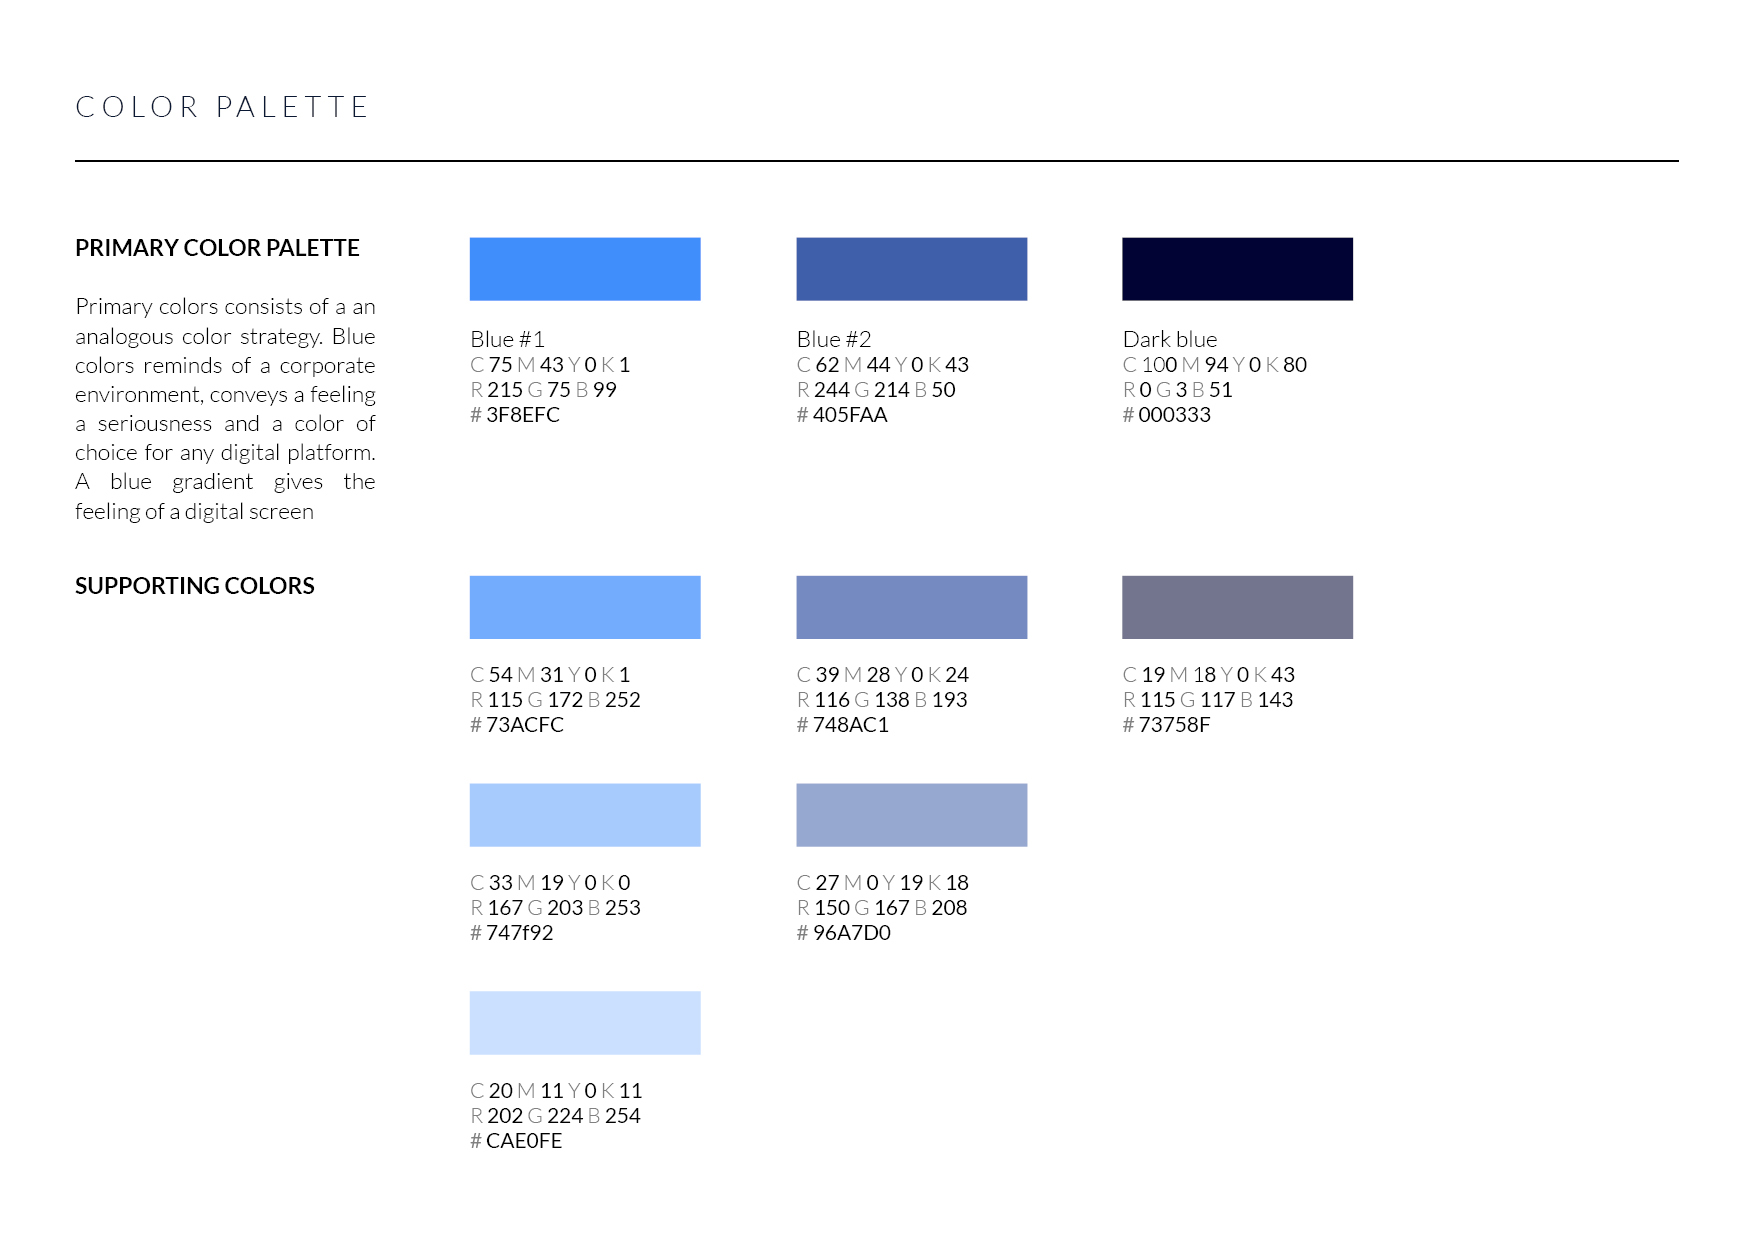 COLOR PALETTE
PRIMARY COLOR PALETTE
Primary colors consists of a an
analogous color strategy. Blue
colors reminds of a corporate
environment, conveys a feeling
a seriousness and a color of
choice for any digital platform.
A blue gradient gives the
feeling of a digital screen
Blue #1
C 75 M 43 Y 0 K 1
R 215 G 75 B 99
# 3F8EFC
Blue #2
C 62 M 44 Y 0 K 43
R 244 G 214 B 50
# 405FAA
Dark blue
C 100 M 94 Y 0 K 80
R 0 G 3 B 51
# 000333
SUPPORTING COLORS
C 54 M 31 Y 0 K 1
R 115 G 172 B 252
# 73ACFC
C 39 M 28 Y 0 K 24
R 116 G 138 B 193
# 748AC1
C 19 M 18 Y 0 K 43
R 115 G 117 B 143
# 73758F
C 33 M 19 Y 0 K 0
R 167 G 203 B 253
# 747f92
C 27 M 0 Y 19 K 18
R 150 G 167 B 208
# 96A7D0
C 20 M 11 Y 0 K 11
R 202 G 224 B 254
# CAE0FE